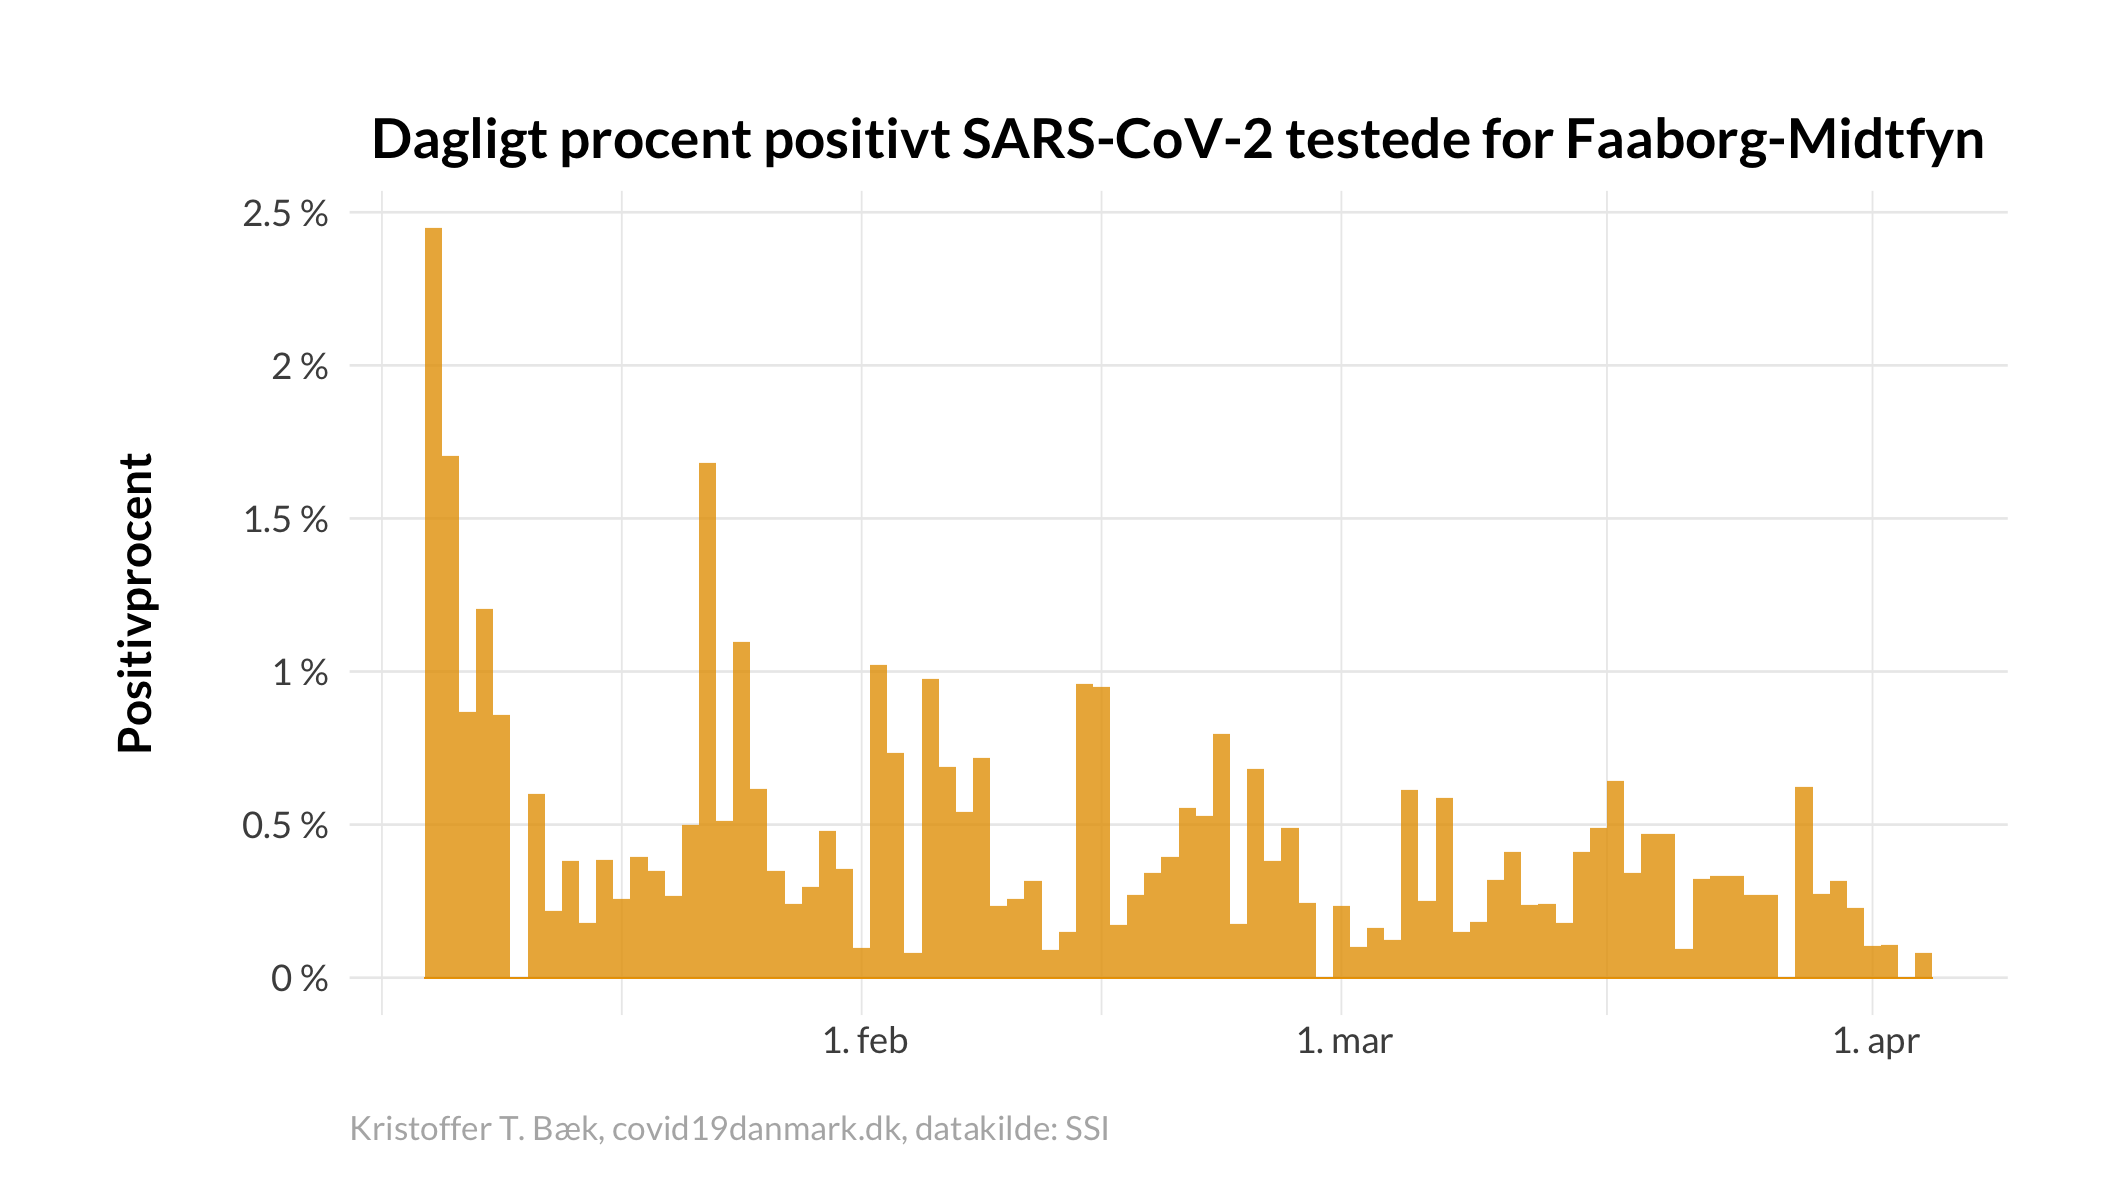 Dagligt procent positivt SARS-CoV-2 testede for Faaborg-Midtfyn
Positivprocent
2.5 %
2 %
1.5 %
1 %
0.5 %
0 %
1. feb
1. mar
1. apr
Kristoffer T. Bæk, covid19danmark.dk, datakilde: SSI